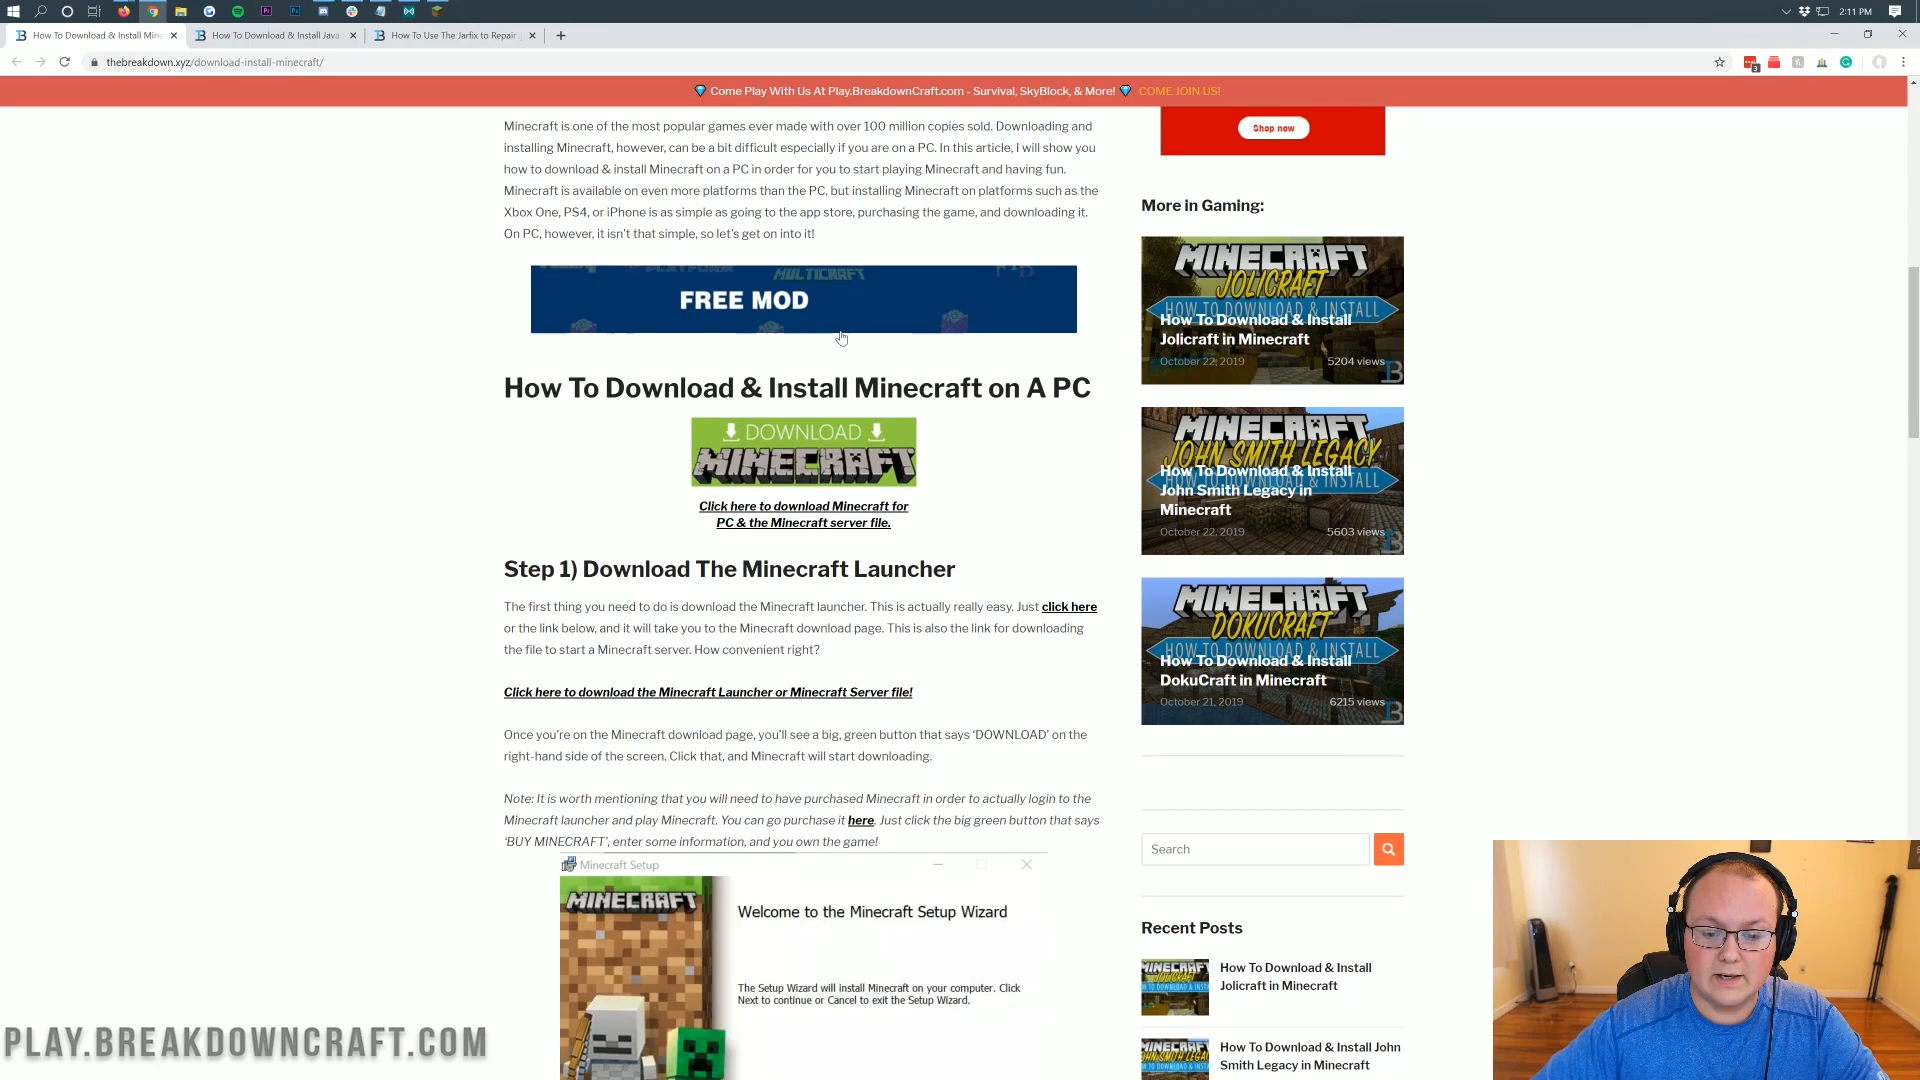 2:11 PM
How To Download & Install Mine
How To Download & Install Java
How To Use The Jarfix to Repair
thebreakdown.xyz/download-install-minecraft/
3
Come Play With Us At Play.BreakdownCraft.com - Survival, SkyBlock, & More! COME JOIN US!
Minecraft is one of the most popular games ever made with over 100 million copies sold. Downloading and
installing Minecraft, however, can be a bit difficult especially if you are on a PC. In this article, I will show you
how to download & install Minecraft on a PC in order for you to start playing Minecraft and having fun.
Minecraft is available on even more platforms than the PC, but installing Minecraft on platforms such as the
Xbox One, PS4, or iPhone is as simple as going to the app store, purchasing the game, and downloading it.
On PC, however, it isn't that simple, so let's get on into it!
MULTICRAFT
FREE MOD
How To Download & Install Minecraft on A PC
DOWNLOAD
MINECRAFT
Click here to download Minecraft for
PC & the Minecraft server file.
Step 1) Download The Minecraft Launcher
The first thing you need to do is download the Minecraft launcher. This is actually really easy. Just click here
or the link below, and it will take you to the Minecraft download page. This is also the link for downloading
the file to start a Minecraft server. How convenient right?
Click here to download the Minecraft Launcher or Minecraft Server file!
Once you're on the Minecraft download page, you'll see a big, green button that says 'DOWNLOAD' on the
right-hand side of the screen. Click that, and Minecraft will start downloading.
Note: It is worth mentioning that you will need to have purchased Minecraft in order to actually login to the
Minecraft launcher and play Minecraft. You can go purchase it here. Just click the big green button that says
'BUY MINECRAFT', enter some information, and you own the game!
Minecraft Setup
MINECRAFT
Welcome to the Minecraft Setup Wizard
The Setup Wizard will install Minecraft on your computer. Click
Next to continue or Cancel to exit the Setup Wizard.
Shop now
More in Gaming:
MINECRAFT
JOLICRAFT
HOW TO DOWNLOAD & INSTALL
How To Download & Install
Jolicraft in Minecraft
October 22, 2019
5204 views
MINECRAFT
JOHN SMITH LEGACY
HOW TO DOWNLOAD & INSTALL
How To Download & Install
John Smith Legacy in
Minecraft
October 22, 2019
5603 views
MINECRAFT
DOKUCRAFT
HOW TO DOWNLOAD & INSTALL
How To Download & Install
DokuCraft in Minecraft
October 21, 2019
6215 views
Search
Recent Posts
How To Download & Install
Jolicraft in Minecraft
How To Download & Install John
Smith Legacy in Minecraft
PLAY.BREAKDOWNCRAFT.COM